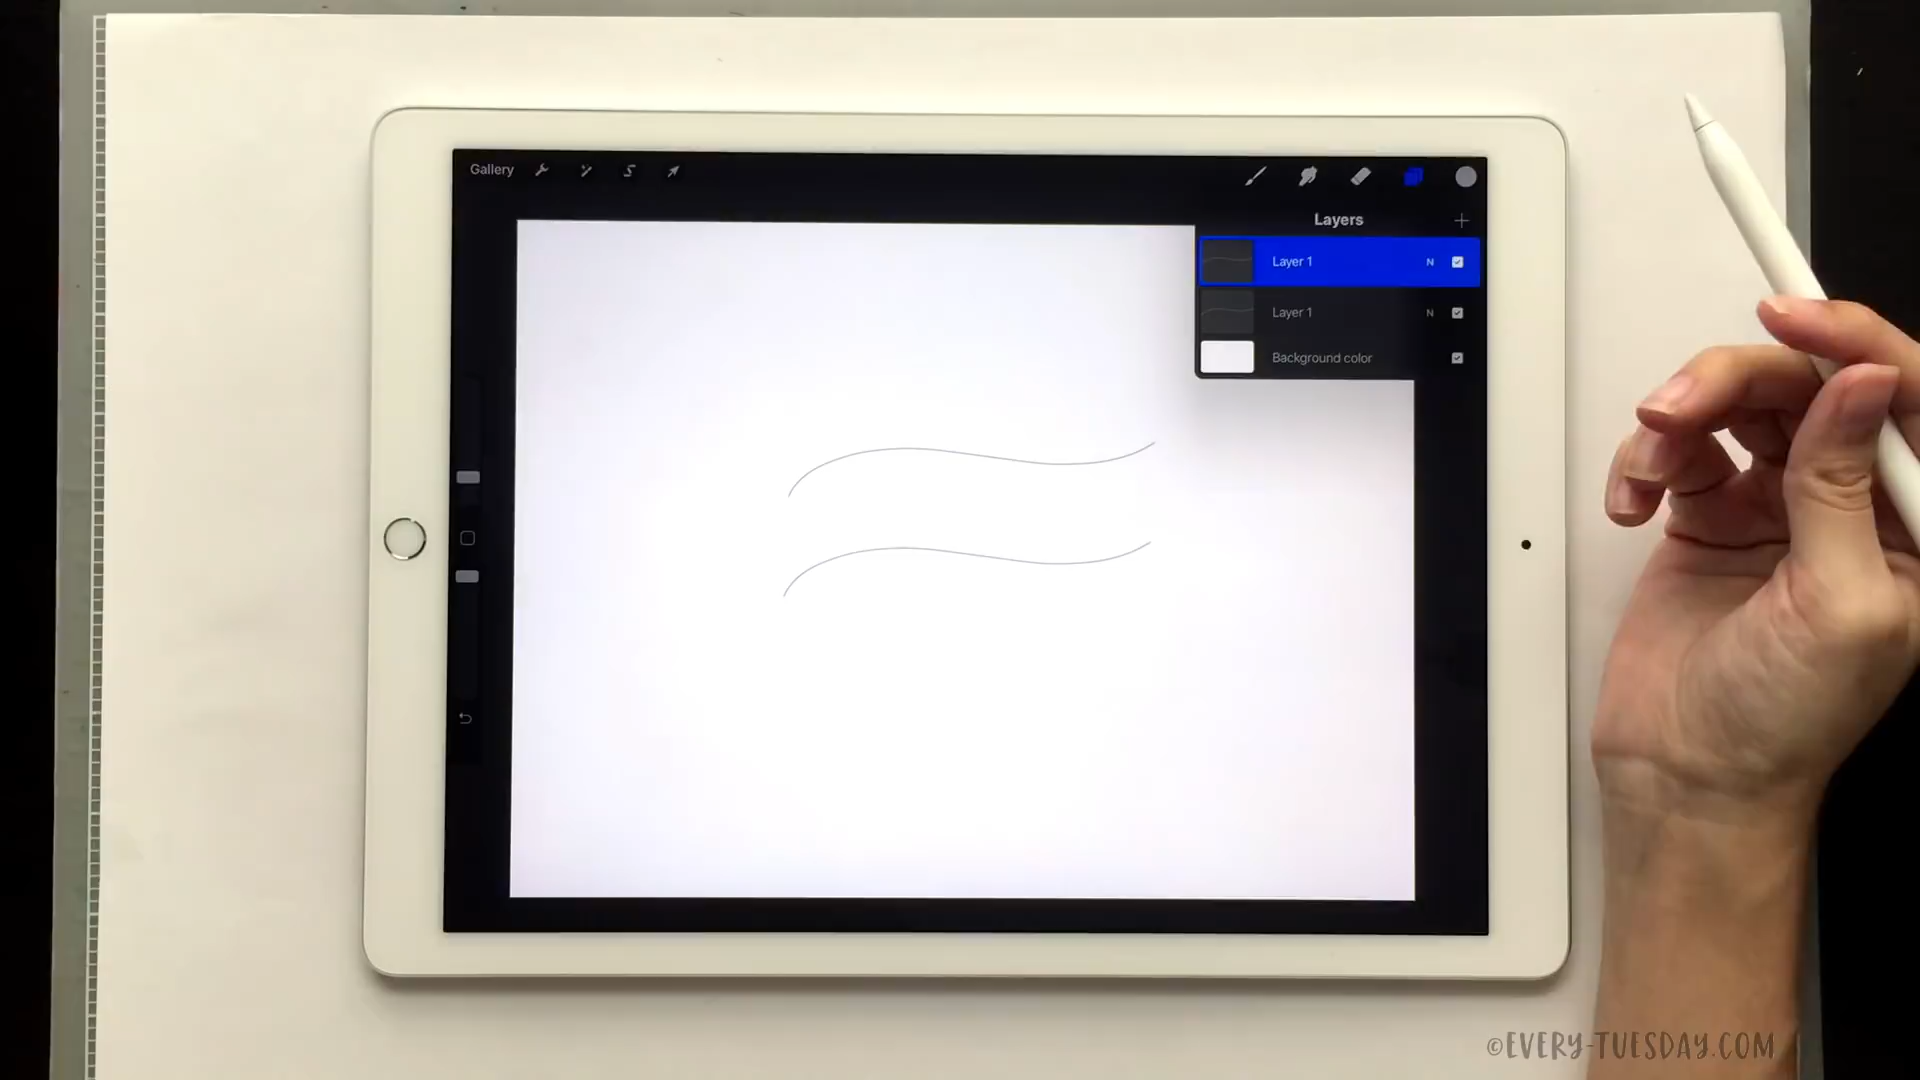 Gallery
Layers
Layer 1 N
Layer 1 N
Background color
©EVERY-TUESDAY.COM